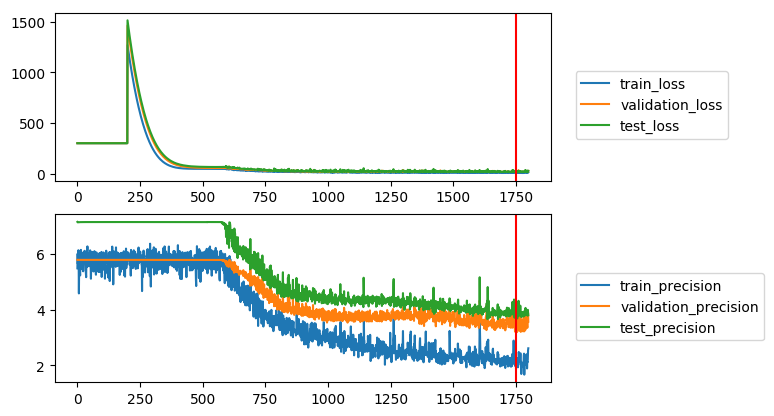 1500
1000
500
0
0 250 500 750 1000 1250 1500 1750
train_loss
validation_loss
test_loss
6
4
2
0 250 500 750 1000 1250 1500 1750
train_precision
validation_precision
test_precision